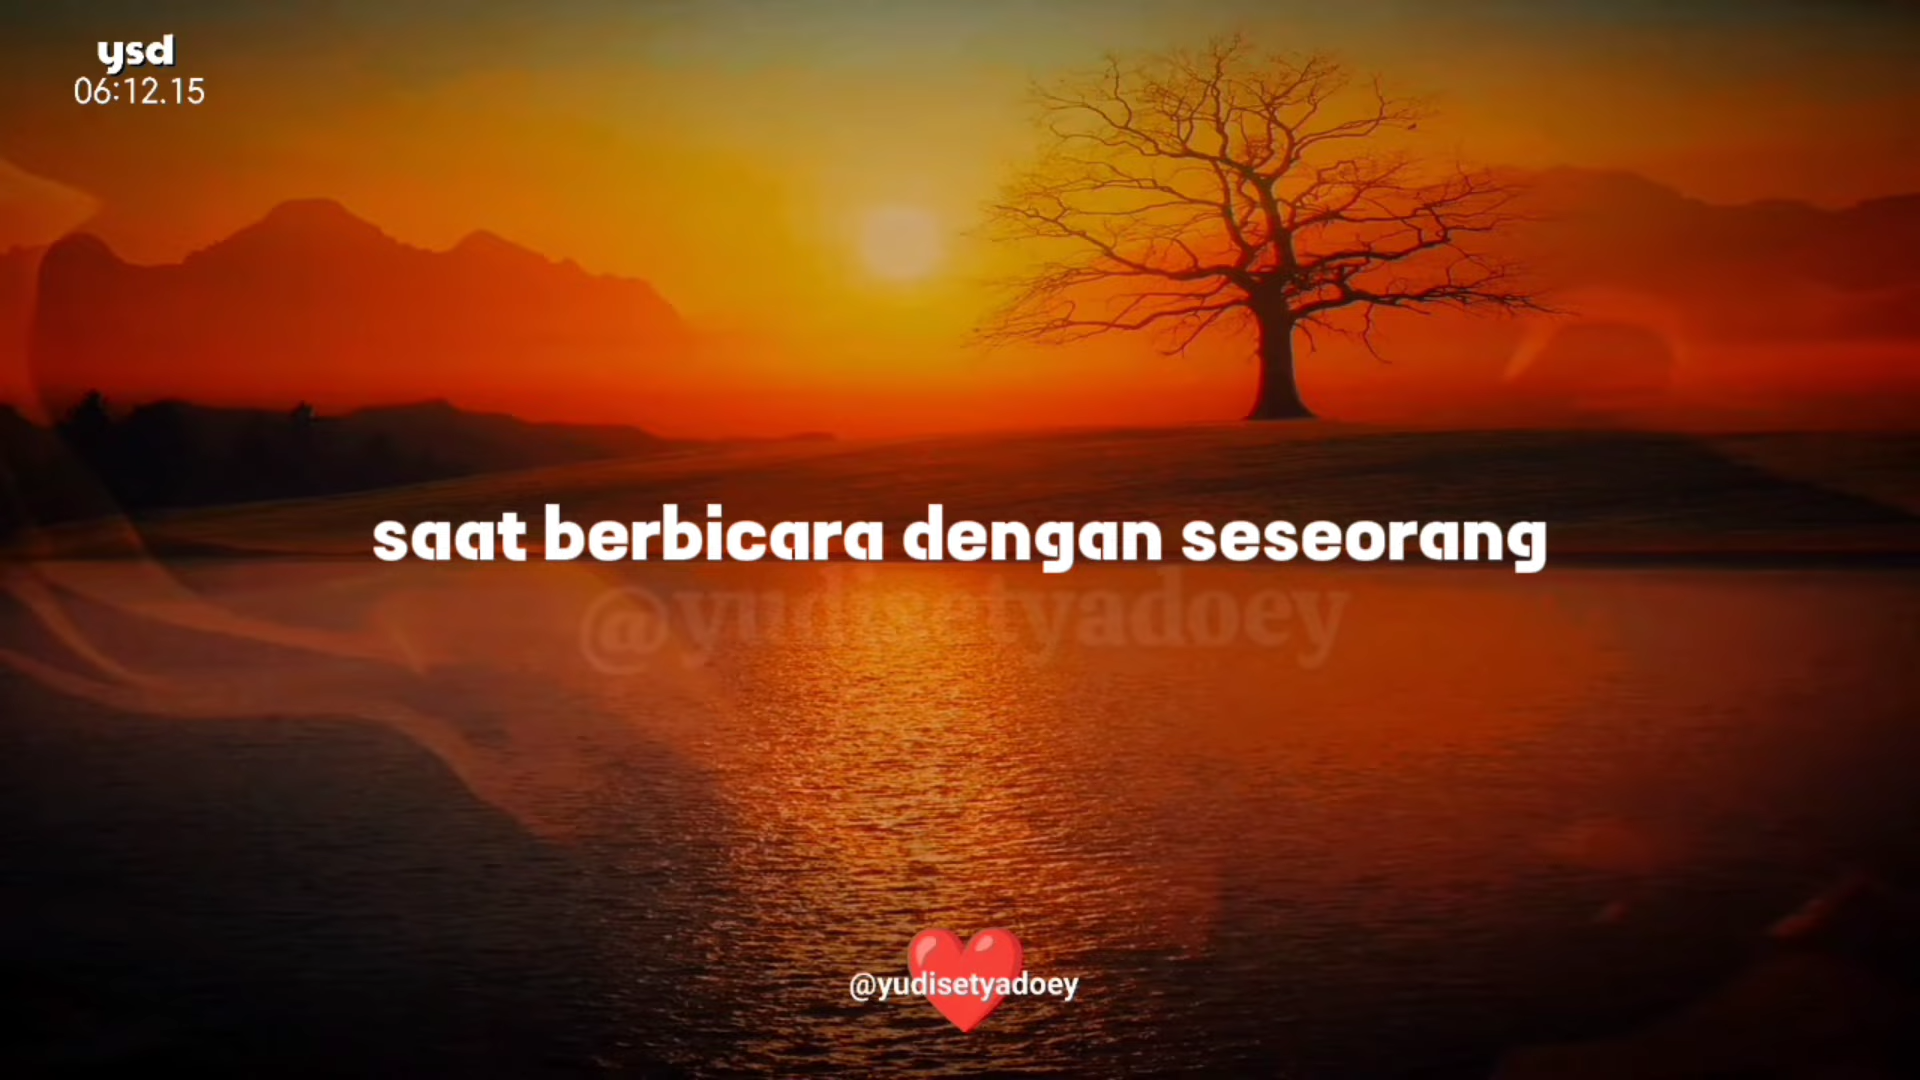 ysd
06:12.15
saat berbicara dengan seseorang
@yudisetyadoey
@yudisetyadoey